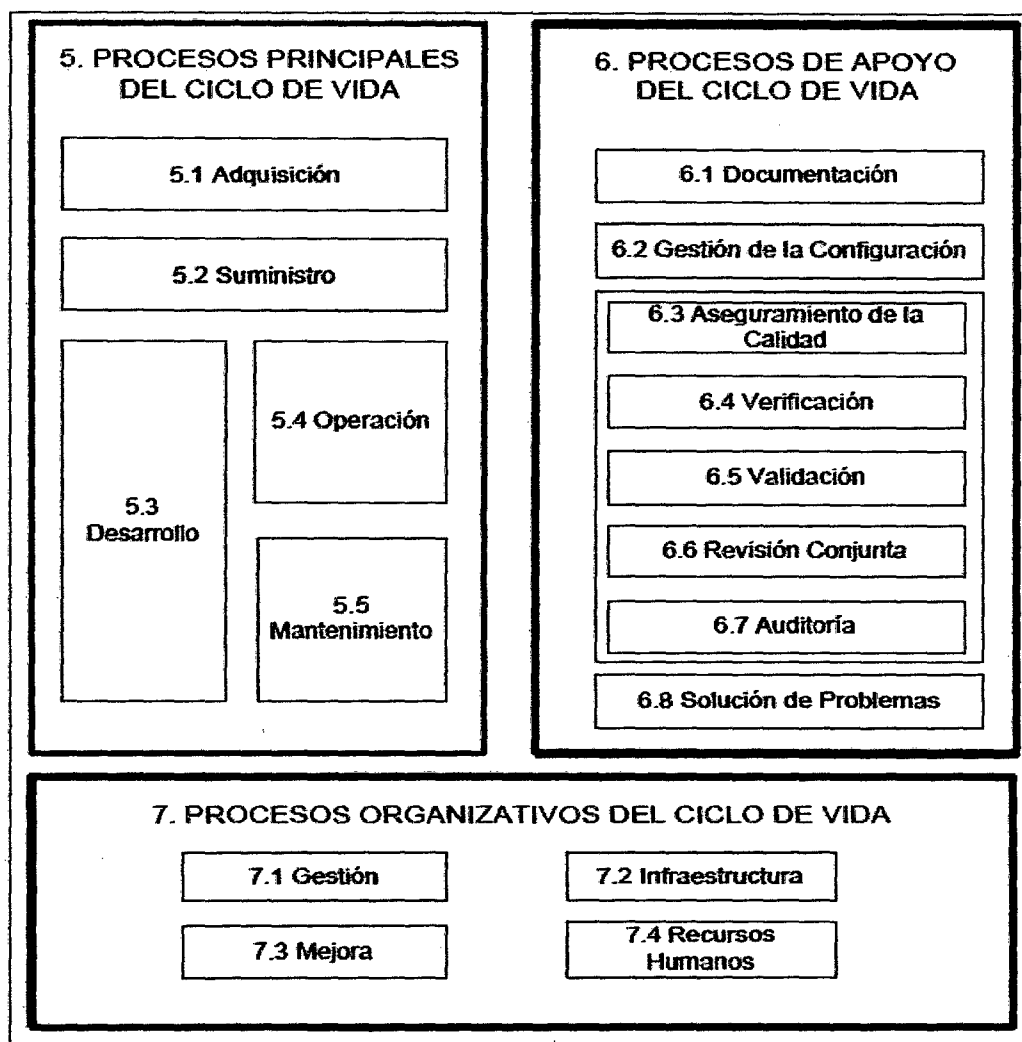 5. PROCESOS PRINCIPALES
DEL CICLO DE VIDA
5.1 Adquisición
5.2 Suministro
5.3
Desarrollo
5.4 Operación
5.5
Mantenimiento
6. PROCESOS DE APOYO
DEL CICLO DE VIDA
6.1 Documentación
6.2 Gestión de la Configuración
6.3 Aseguramiento de la
Calidad
6.4 Verificación
6.5 Validación
6.6 Revisión Conjunta
6.7 Auditoría
6.8 Solución de Problemas
7. PROCESOS ORGANIZATIVOS DEL CICLO DE VIDA
7.1 Gestión
7.2 Infraestructura
7.3 Mejora
7.4 Recursos
Humanos